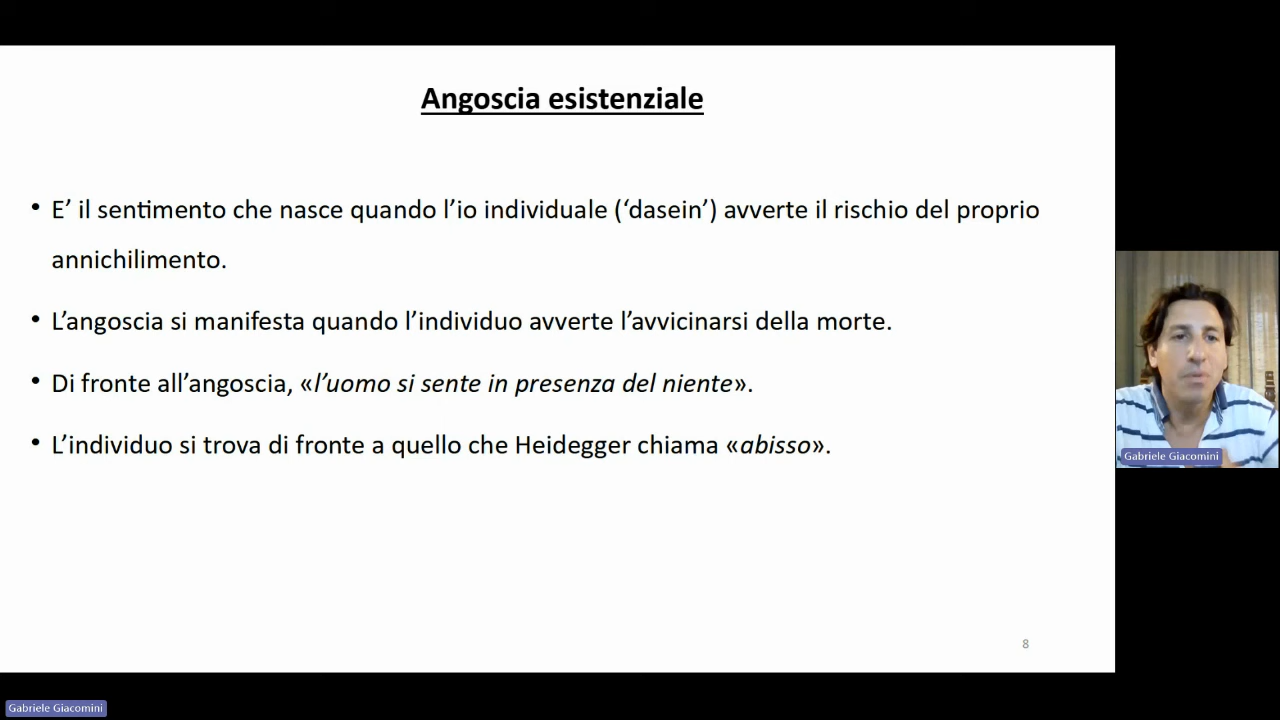 Angoscia esistenziale
• E’ il sentimento che nasce quando l’io individuale (‘dasein’) avverte il rischio del proprio
annichilimento.
• L’angoscia si manifesta quando l’individuo avverte l’avvicinarsi della morte.
• Di fronte all’angoscia, «l’uomo si sente in presenza del niente».
• L’individuo si trova di fronte a quello che Heidegger chiama «abisso».
Gabriele Giacomini
8
Gabriele Giacomini